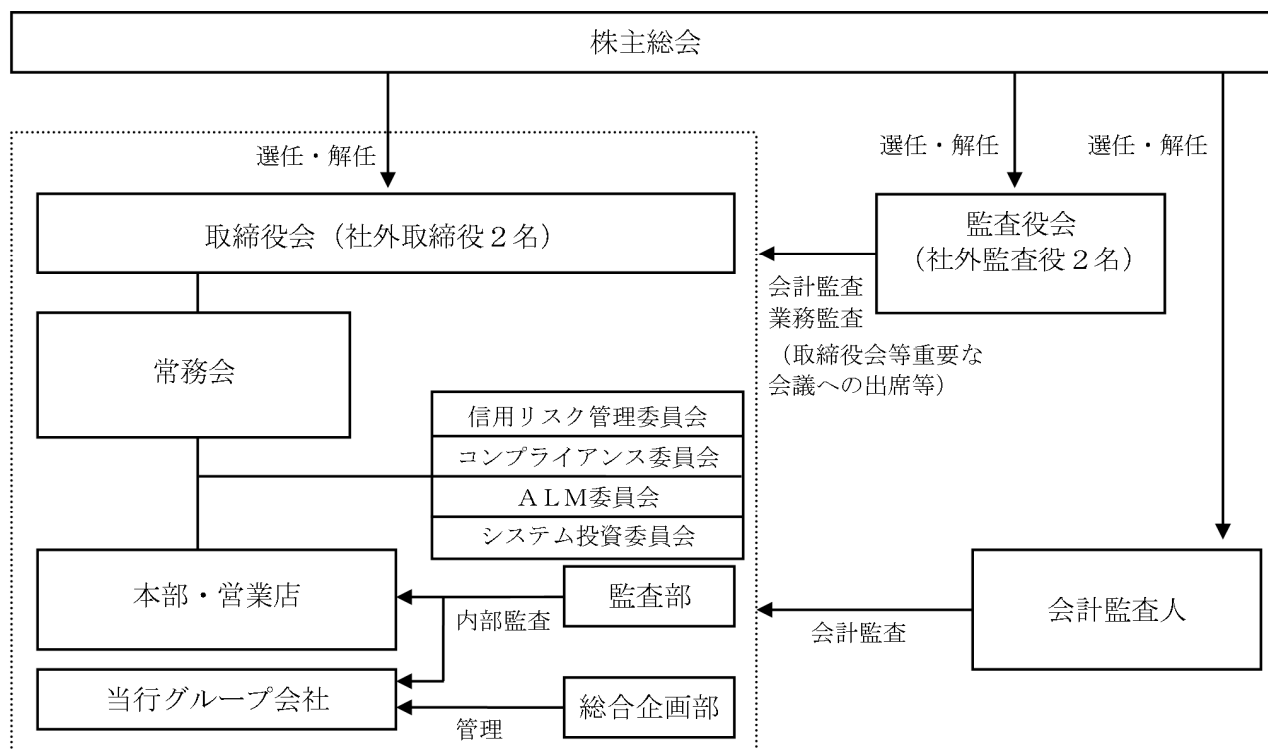 株主総会
選任・解任
選任・解任
選任・解任
取締役会（社外取締役２名）
監査役会
（社外監査役２名）
会計監査
業務監査
（取締役会等重要な
会議への出席等）
常務会
信用リスク管理委員会
コンプライアンス委員会
ＡＬＭ委員会
システム投資委員会
本部・営業店
内部監査
監査部
会計監査
会計監査人
当行グループ会社
管理
総合企画部